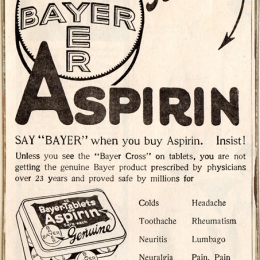 BAYER
BAYER
ASPIRIN
SAY "BAYER" when you buy Aspirin. Insist!
Unless you see the "Bayer Cross" on tablets, you are not
getting the genuine Bayer product prescribed by physicians
over 23 years and proved safe by millions for
Bayer-Tablets
Aspirin
Genuine
Colds Headache
Toothache Rheumatism
Neuritis Lumbago
Neuralgia Pain, Pain